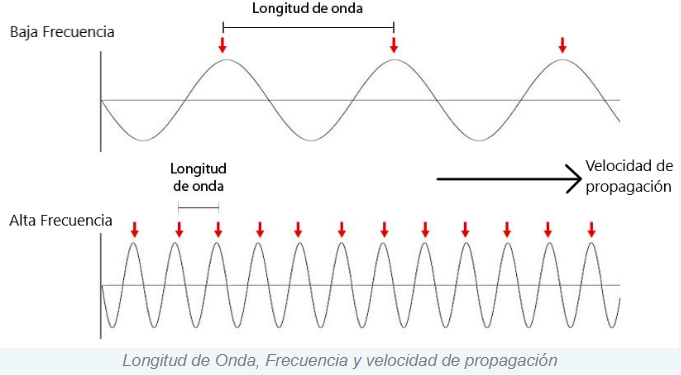 Longitud de onda
Baja Frecuencia
Longitud
de onda
Velocidad de
propagación
Alta Frecuencia
Longitud de Onda, Frecuencia y velocidad de propagación